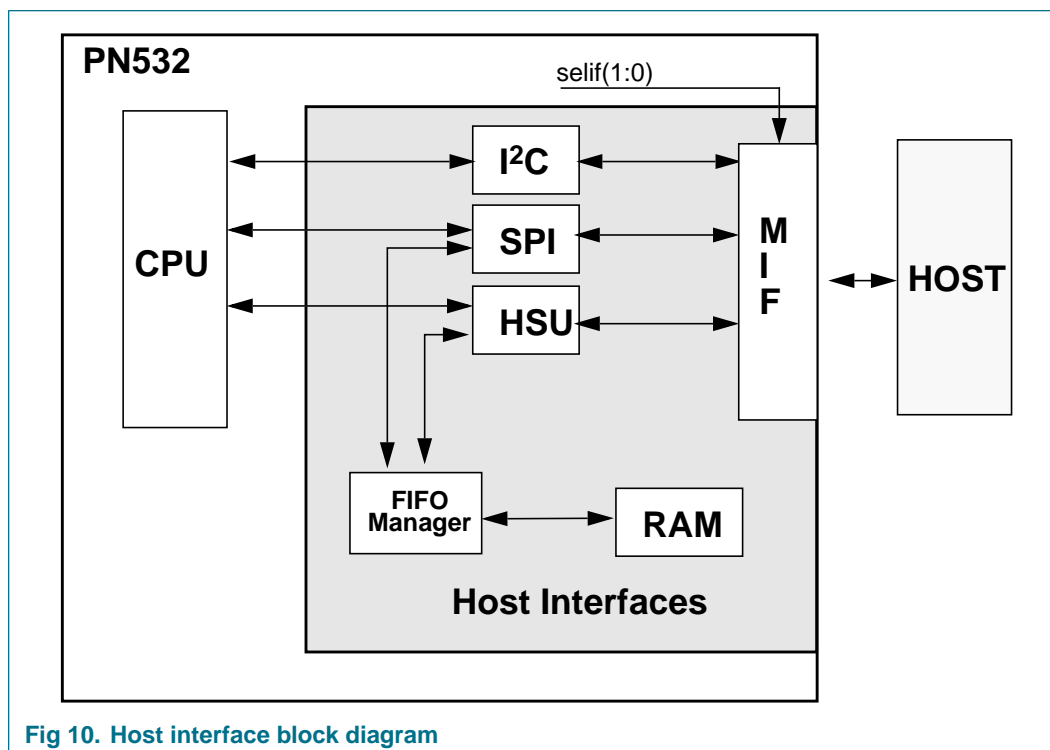 PN532
selif(1:0)
CPU
I²C
SPI
HSU
M
I
F
HOST
FIFO
Manager
RAM
Host Interfaces
Fig 10. Host interface block diagram